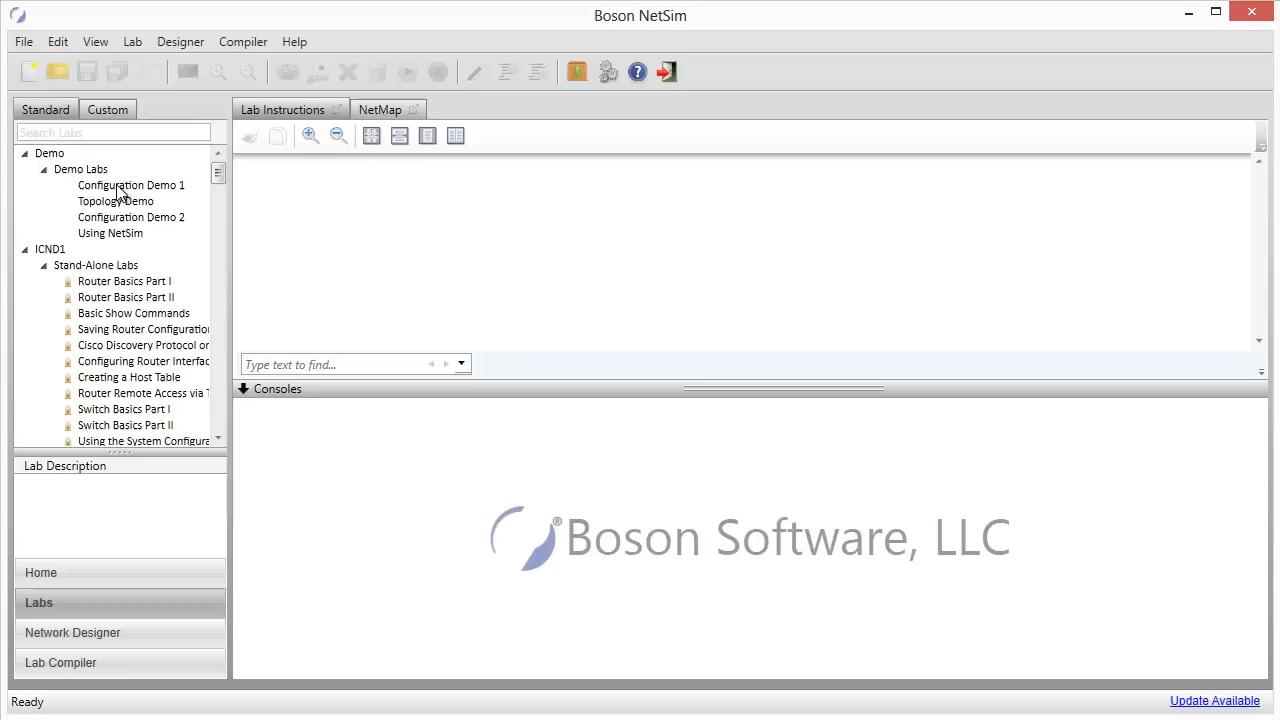 Boson NetSim
File Edit View Lab Designer Compiler Help
Standard Custom
Lab Instructions NetMap
Search Labs
Demo
Demo Labs
Configuration Demo 1
Topology Demo
Configuration Demo 2
Using NetSim
ICND1
Stand-Alone Labs
Router Basics Part I
Router Basics Part II
Basic Show Commands
Saving Router Configuratio
Cisco Discovery Protocol or
Configuring Router Interfac
Creating a Host Table
Router Remote Access via T
Switch Basics Part I
Switch Basics Part II
Using the System Configura
Type text to find...
Consoles
Lab Description
® Boson Software, LLC
Home
Labs
Network Designer
Lab Compiler
Ready
Update Available